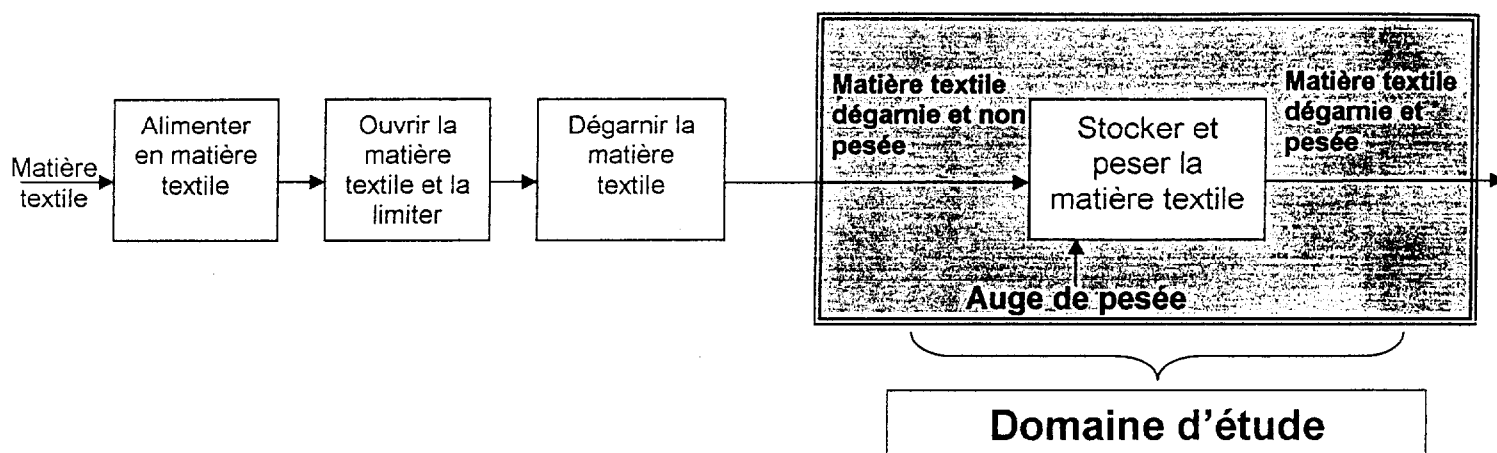 Matière
textile
Alimenter
en matière
textile
Ouvrir la
matière
textile et la
limiter
Dégarnir la
matière
textile
Matière textile
dégarnie et non
pesée
Stocker et
peser la
matière textile
Matière textile
dégarnie et
pesée
Auge de pesée
Domaine d'étude